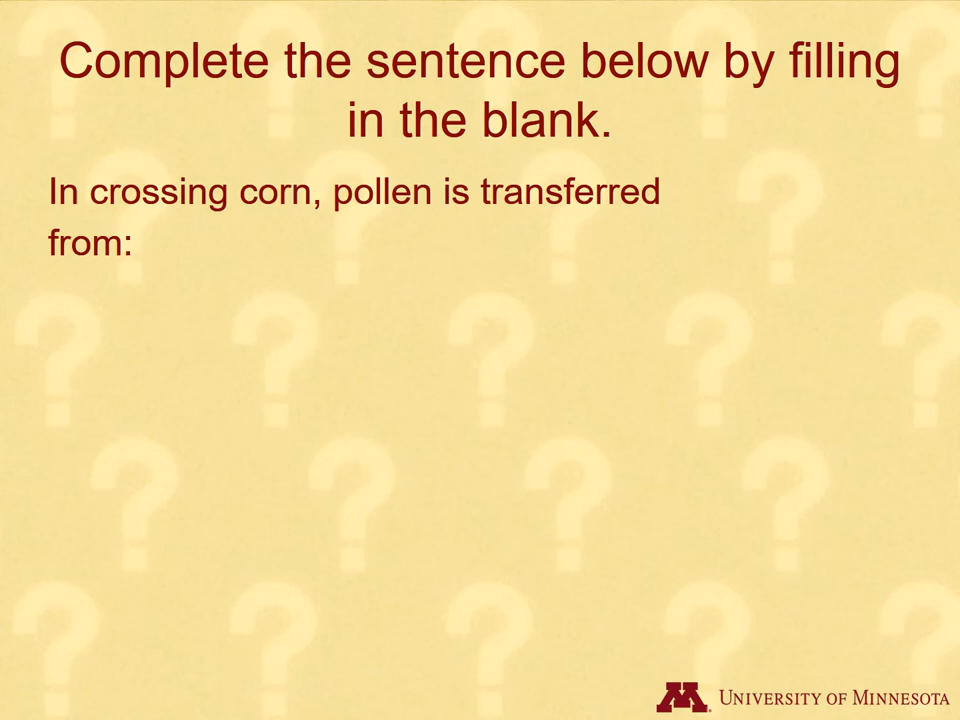 Complete the sentence below by filling
in the blank.
In crossing corn, pollen is transferred
from:
UNIVERSITY OF MINNESOTA